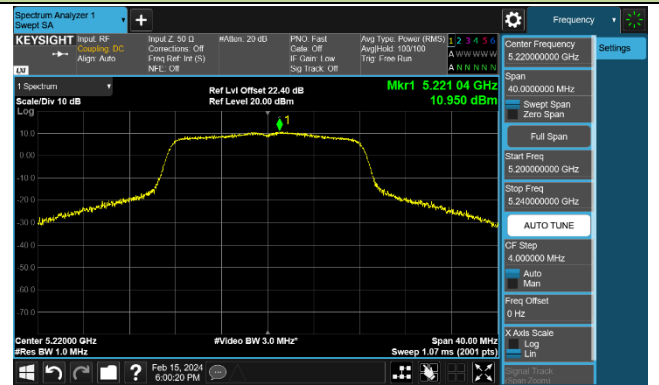 Spectrum Analyzer 1
Swept SA
+
Frequency
KEYSIGHT
Input: RF
Coupling: DC
Align: Auto
Input Z: 50 Ω
Corrections: Off
Freq Ref: Int (S)
NFE: Off
#Atten: 20 dB
PNO: Fast
Gate: Off
IF Gain: Low
Sig Track: Off
Avg Type: Power (RMS)
Avg|Hold: 100/100
Trig: Free Run
1 2 3 4 5 6
A W W W W W
A N N N N N
LXI
1 Spectrum
Scale/Div 10 dB
Log
Ref Lvl Offset 22.40 dB
Ref Level 20.00 dBm
Mkr1 5.221 04 GHz
10.950 dBm
1
10.0
0.00
-10.0
-20.0
-30.0
-40.0
-50.0
-60.0
-70.0
Center 5.22000 GHz
#Res BW 1.0 MHz
#Video BW 3.0 MHz*
Span 40.00 MHz
Sweep 1.07 ms (2001 pts)
Center Frequency
5.220000000 GHz
Settings
Span
40.0000000 MHz
Swept Span
Zero Span
Full Span
Start Freq
5.200000000 GHz
Stop Freq
5.240000000 GHz
AUTO TUNE
CF Step
4.000000 MHz
Auto
Man
Freq Offset
0 Hz
X Axis Scale
Log
Lin
Signal Track
(Span Zoom)
?
Feb 15, 2024
6:00:20 PM